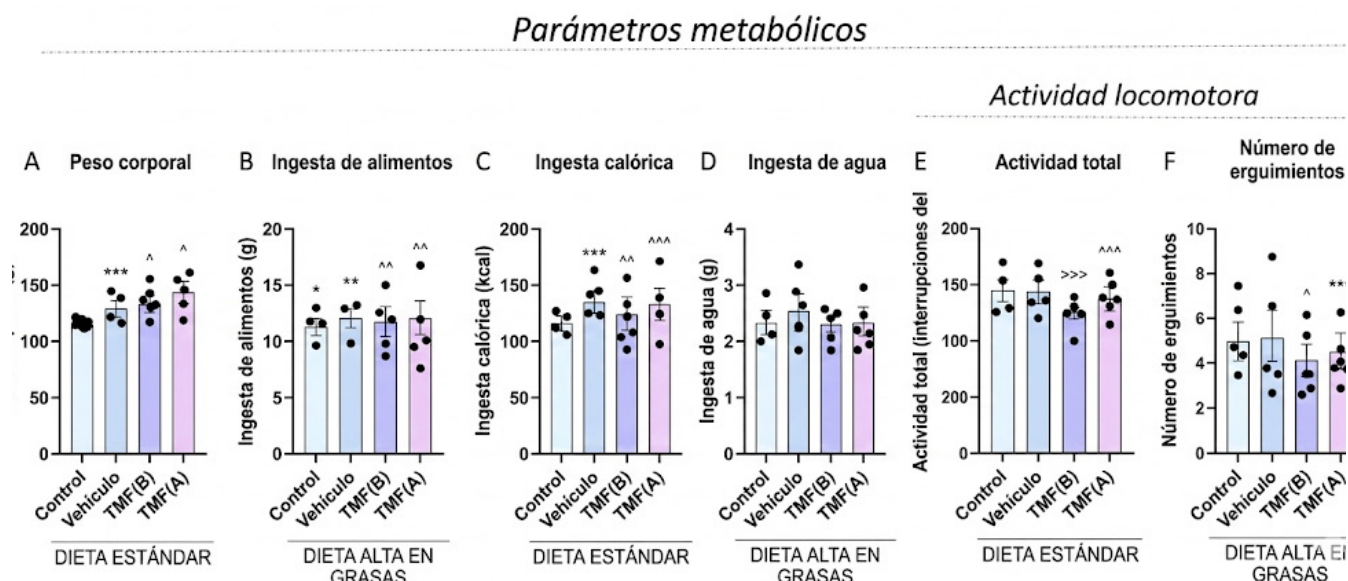 Parámetros metabólicos
Actividad locomotora
A Peso corporal
200
150
100
50
0
***
^
^
Control
Vehículo
TMF(B)
TMF(A)
DIETA ESTÁNDAR
B Ingesta de alimentos
Ingesta de alimentos (g)
20
15
10
5
0
*
**
^^
^^
Control
Vehículo
TMF(B)
TMF(A)
DIETA ALTA EN
GRASAS
C Ingesta calórica
Ingesta calórica (kcal)
200
150
100
50
0
***
^^
^^^
Control
Vehículo
TMF(B)
TMF(A)
DIETA ESTÁNDAR
D Ingesta de agua
Ingesta de agua (g)
4
3
2
1
0
Control
Vehículo
TMF(B)
TMF(A)
DIETA ALTA EN
GRASAS
E Actividad total
Actividad total (interrupciones del
200
150
100
200
0
>>>
^^^
Control
Vehículo
TMF(B)
TMF(A)
DIETA ESTÁNDAR
F Número de
erguimientos
Número de erguimientos
10
8
6
4
2
0
^
***
Control
Vehículo
TMF(B)
TMF(A)
DIETA ALTA EN
GRASAS